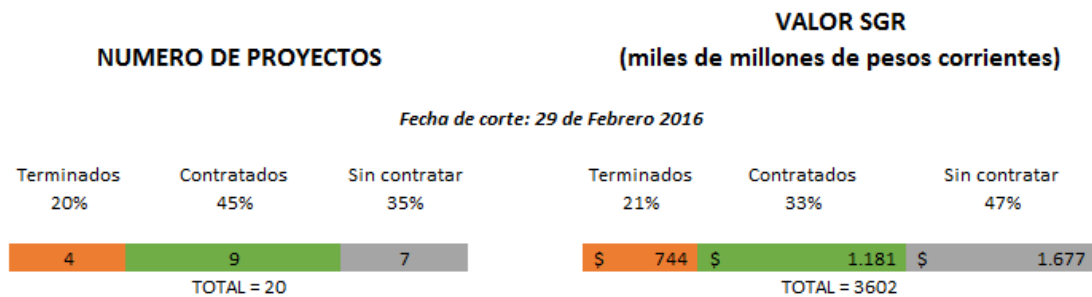 NUMERO DE PROYECTOS
VALOR SGR
(miles de millones de pesos corrientes)
Fecha de corte: 29 de Febrero 2016
Terminados Contratados Sin contratar
20% 45% 35%
4 9 7
TOTAL = 20
Terminados Contratados Sin contratar
21% 33% 47%
$ 744 $ 1.181 $ 1.677
TOTAL = 3602